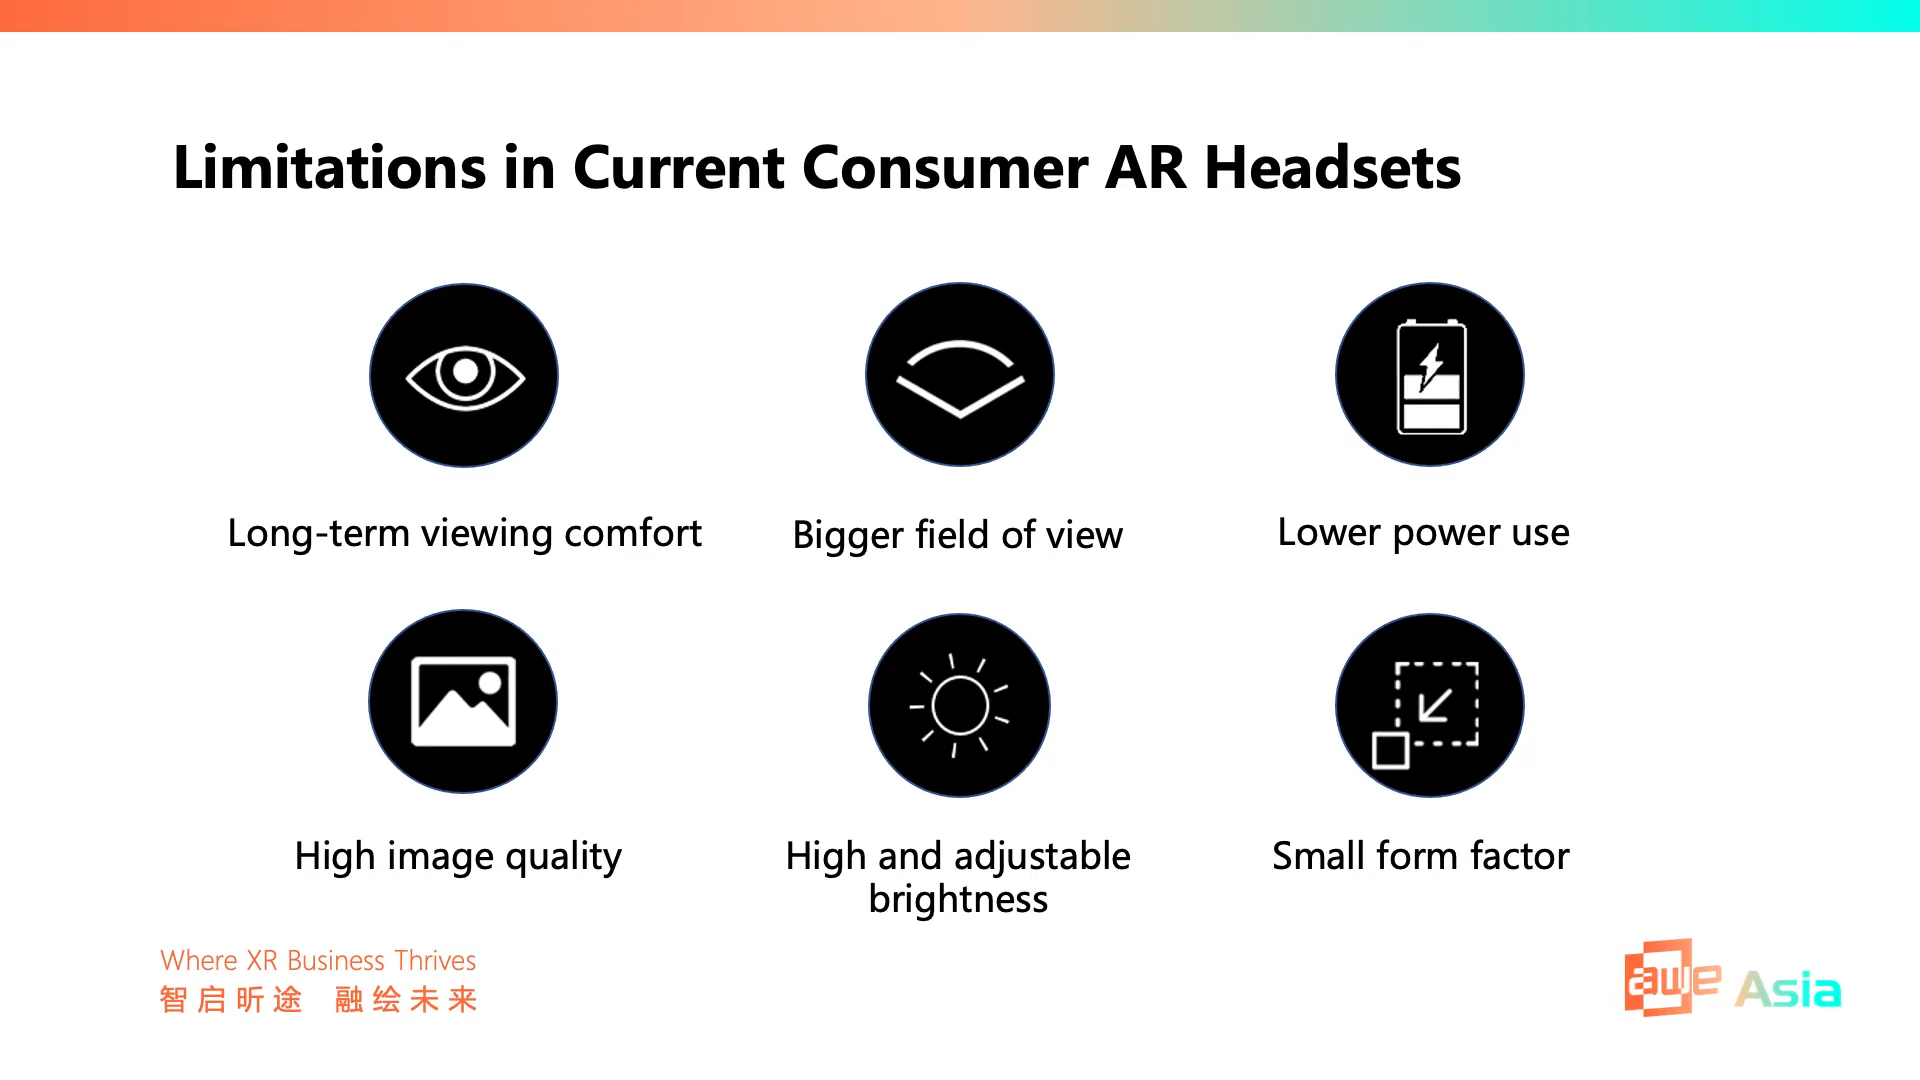 Limitations in Current Consumer AR Headsets
Long-term viewing comfort
Bigger field of view
Lower power use
High image quality
High and adjustable
brightness
Small form factor
Where XR Business Thrives
智启昕途 融绘未来
awe Asia